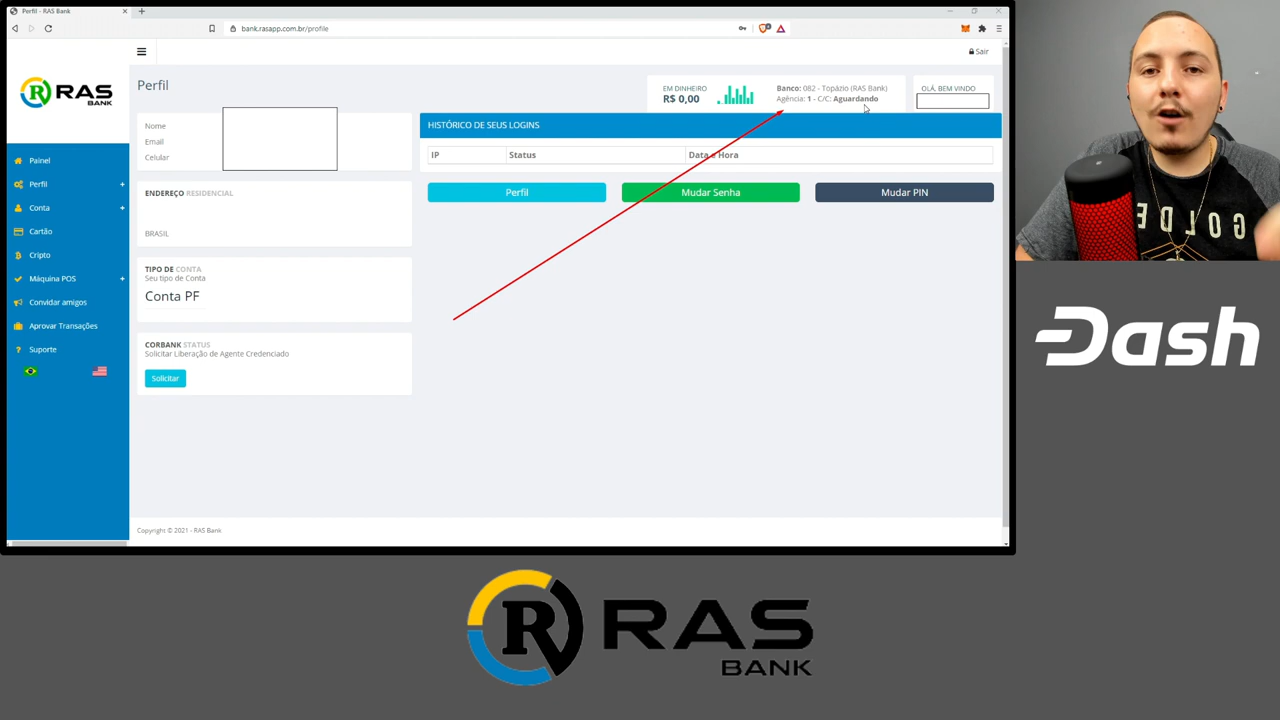 Perfil - RAS Bank
bank.rasapp.com.br/profile
Sair
RAS
BANK
Perfil
EM DINHEIRO
R$ 0,00
Banco: 082 - Topázio (RAS Bank)
Agência: 1 - C/C: Aguardando
OLÁ, BEM VINDO
Nome
Email
Celular
HISTÓRICO DE SEUS LOGINS
IP Status Data e Hora
Perfil Mudar Senha Mudar PIN
Painel
Perfil
Conta
Cartão
Cripto
Máquina POS
Convidar amigos
Aprovar Transações
Suporte
ENDEREÇO RESIDENCIAL
BRASIL
TIPO DE CONTA
Seu tipo de Conta
Conta PF
CORBANK STATUS
Solicitar Liberação de Agente Credenciado
Solicitar
Copyright © 2021 - RAS Bank
GOLDE
Dash
R RAS
BANK